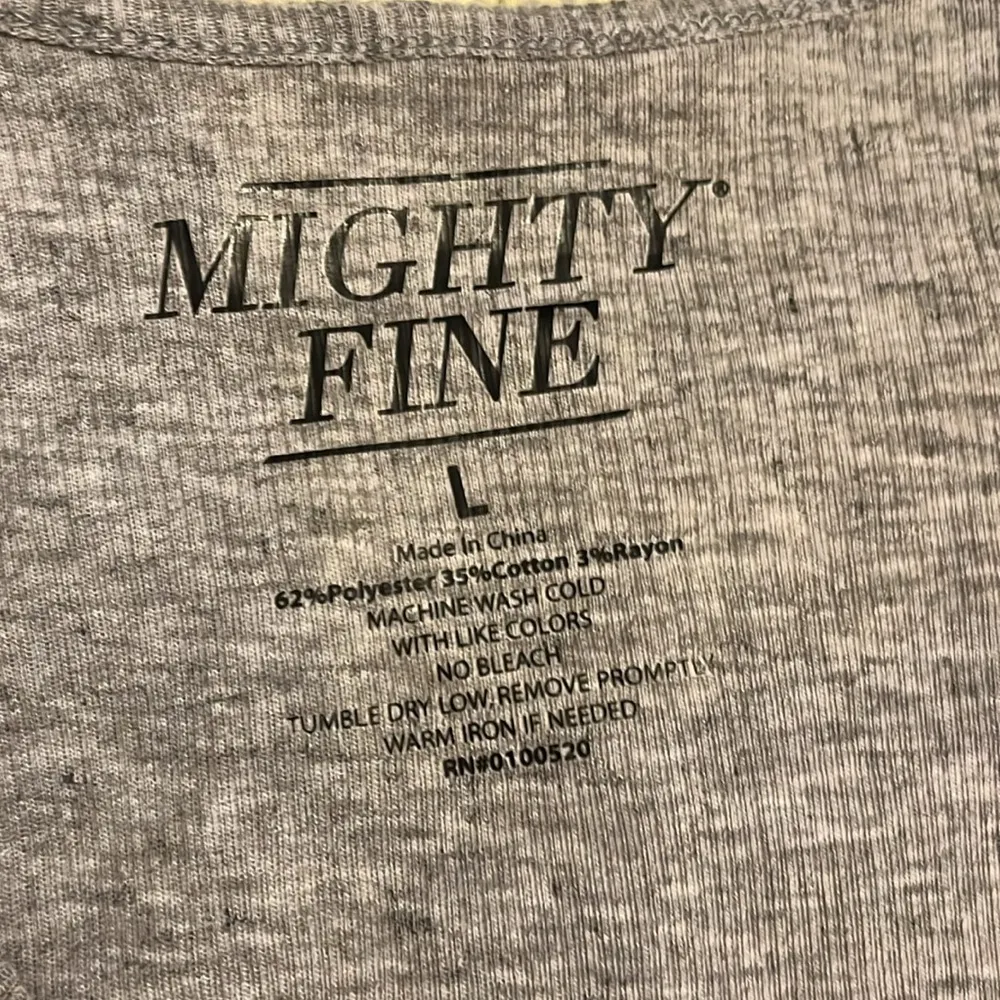 MIGHTY®
FINE
L
Made In China
62%Polyester 35%Cotton 3%Rayon
MACHINE WASH COLD
WITH LIKE COLORS
NO BLEACH
TUMBLE DRY LOW, REMOVE PROMPTLY
WARM IRON IF NEEDED
RN#0100520